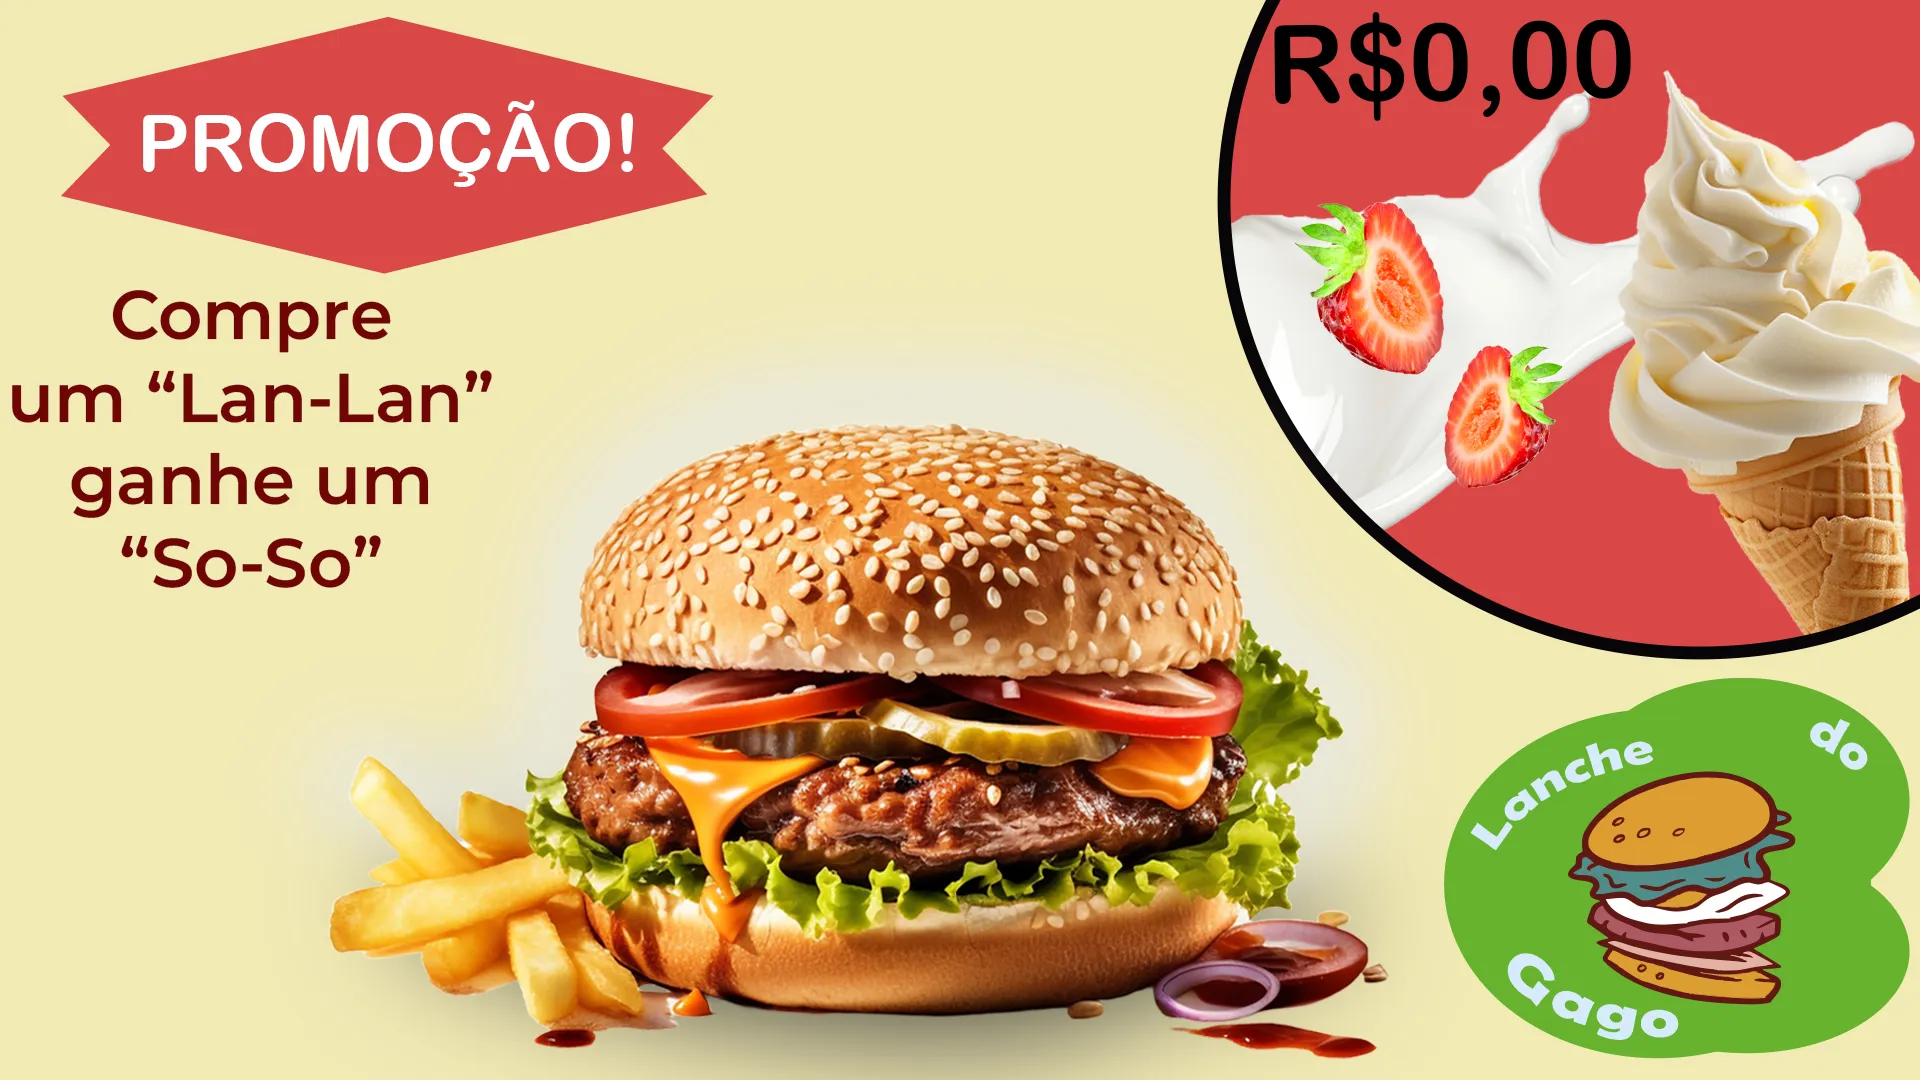 PROMOÇÃO!
Compre
um “Lan-Lan”
ganhe um
“So-So”
R$0,00
Lanche do
Gago